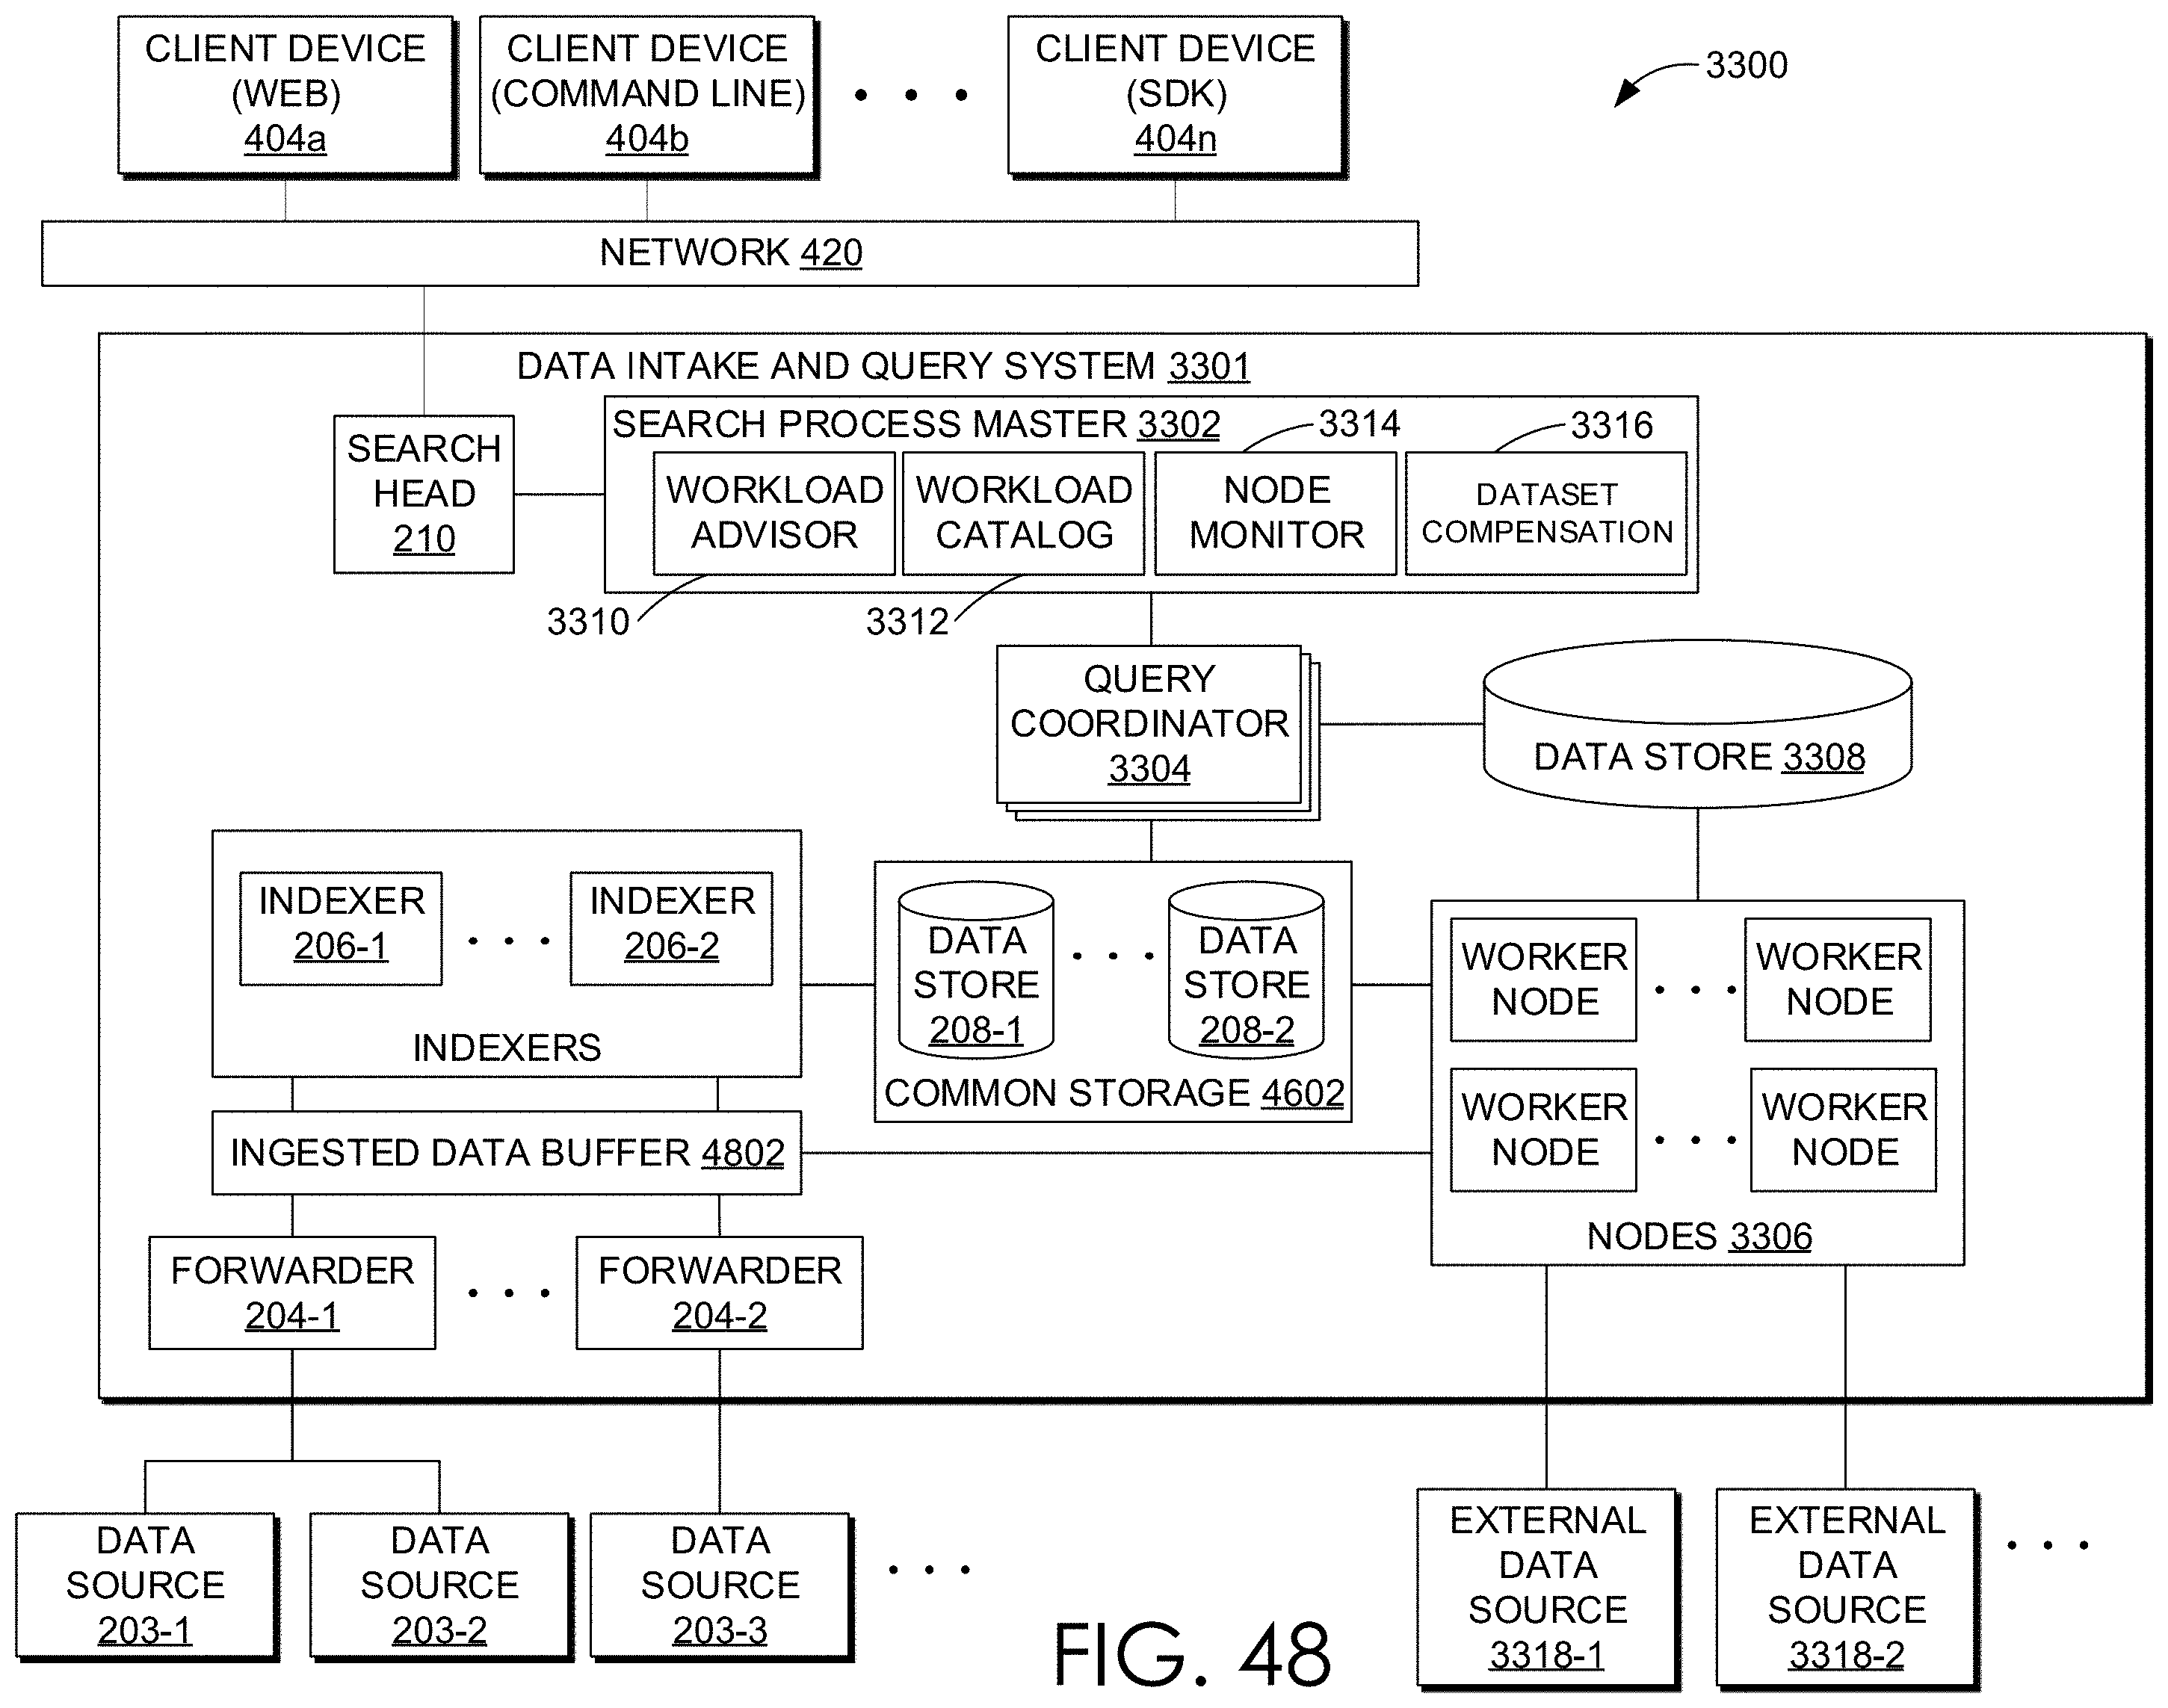 CLIENT DEVICE
(WEB)
404a
CLIENT DEVICE
(COMMAND LINE)
404b
CLIENT DEVICE
(SDK)
404n
3300
NETWORK 420
DATA INTAKE AND QUERY SYSTEM 3301
SEARCH
HEAD
210
SEARCH PROCESS MASTER 3302
3314
3316
WORKLOAD
ADVISOR
WORKLOAD
CATALOG
NODE
MONITOR
DATASET
COMPENSATION
3310
3312
QUERY
COORDINATOR
3304
DATA STORE 3308
INDEXER
206-1
INDEXER
206-2
INDEXERS
DATA
STORE
208-1
DATA
STORE
208-2
COMMON STORAGE 4602
WORKER
NODE
WORKER
NODE
WORKER
NODE
WORKER
NODE
NODES 3306
INGESTED DATA BUFFER 4802
FORWARDER
204-1
FORWARDER
204-2
DATA
SOURCE
203-1
DATA
SOURCE
203-2
DATA
SOURCE
203-3
EXTERNAL
DATA
SOURCE
3318-1
EXTERNAL
DATA
SOURCE
3318-2
FIG. 48